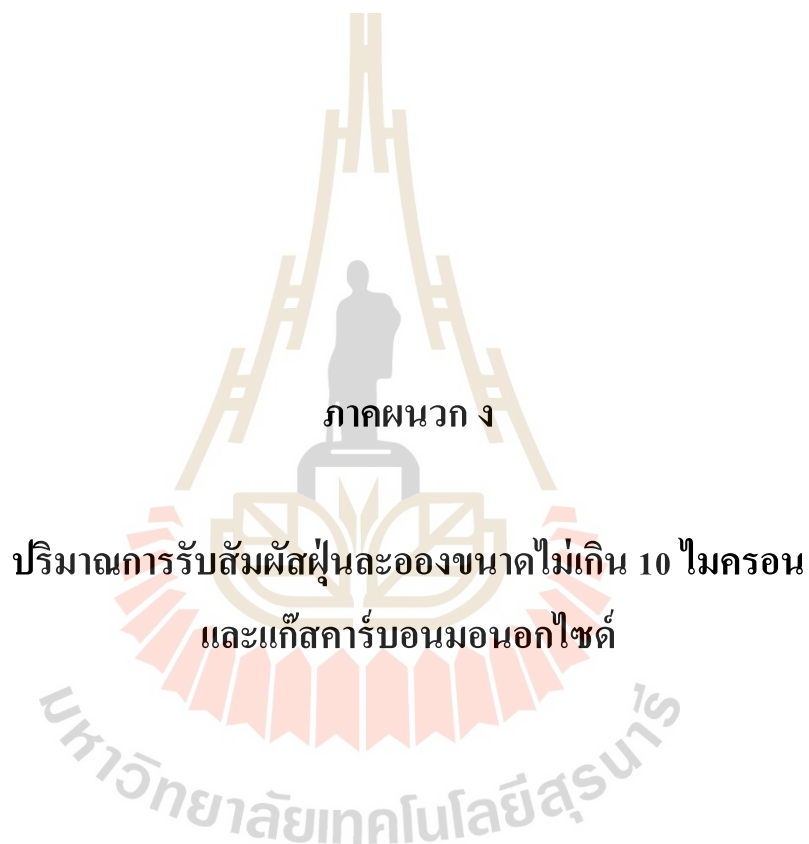 ภาคผนวก ง
ปริมาณการรับสัมผัสฝุ่นละอองขนาดไม่เกิน 10 ไมครอน
และแก๊สคาร์บอนมอนอกไซด์
มหาวิทยาลัยเทคโนโลยีสุรนารี